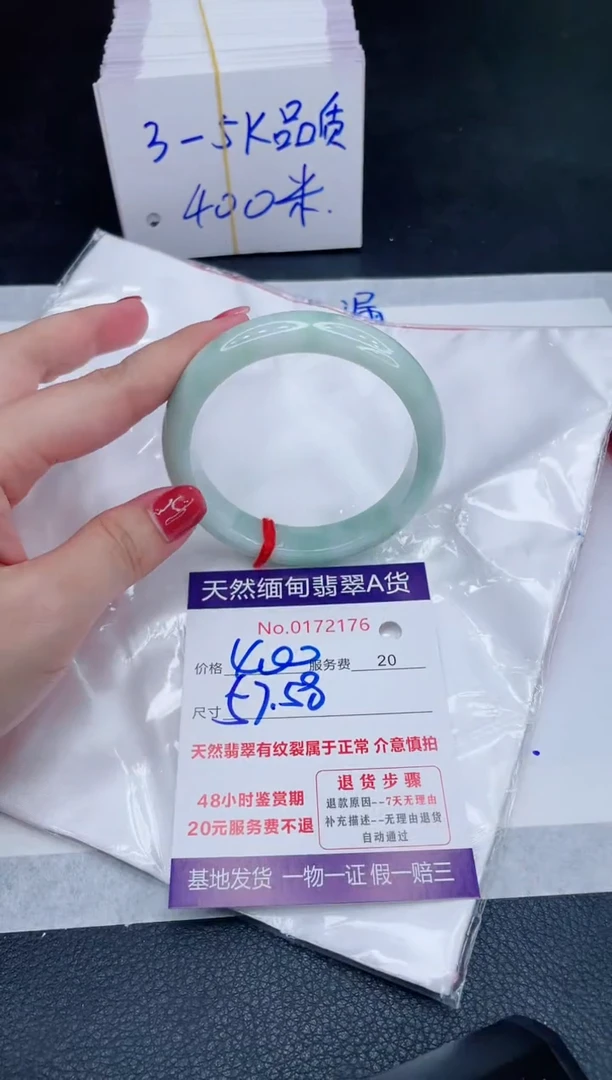 3-5K品质
400米.
漏
天然缅甸翡翠A货
No.0172176
价格 400 服务费 20
尺寸 57.58
天然翡翠有纹裂属于正常 介意慎拍
48小时鉴赏期
20元服务费不退
退货步骤
退款原因--7天无理由
补充描述--无理由退货
自动通过
基地发货 一物一证 假一赔三